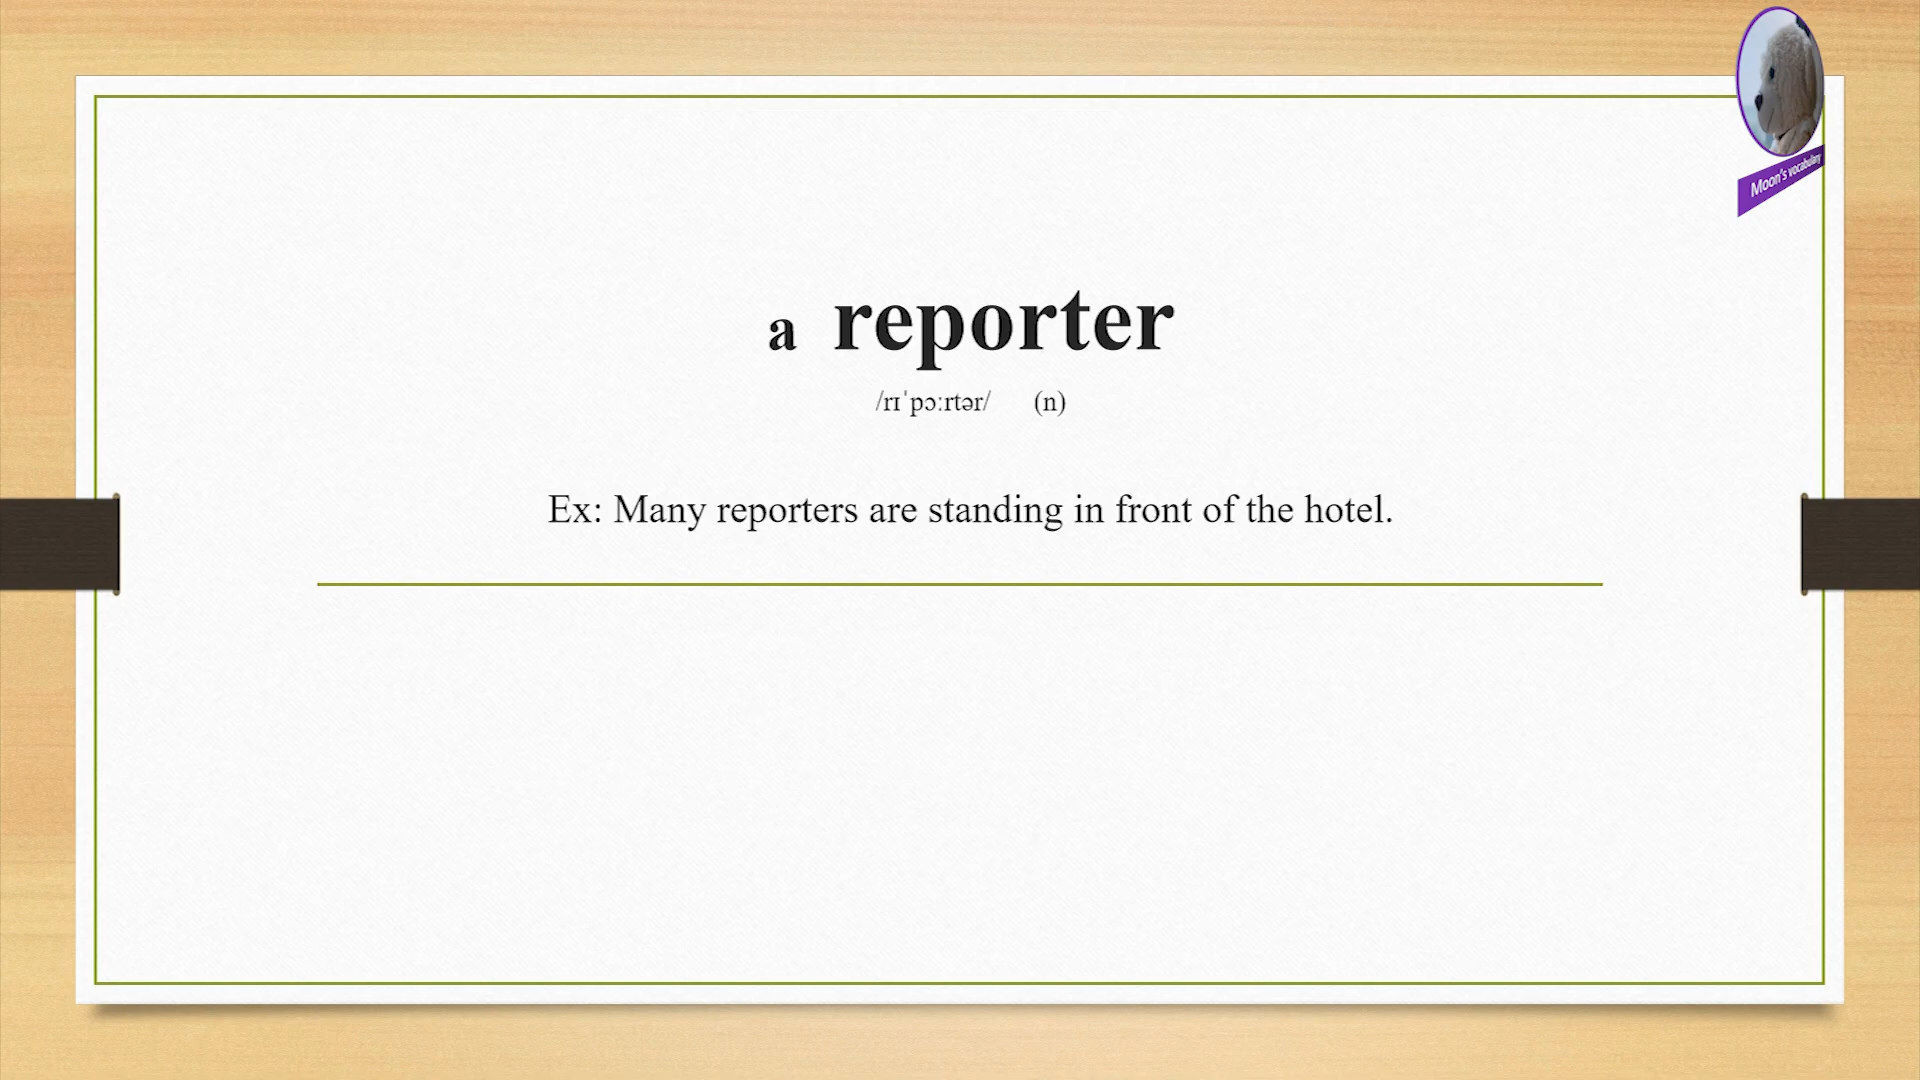 Moon's vocabulary
a reporter
/rɪˈpɔːrtər/ (n)
Ex: Many reporters are standing in front of the hotel.